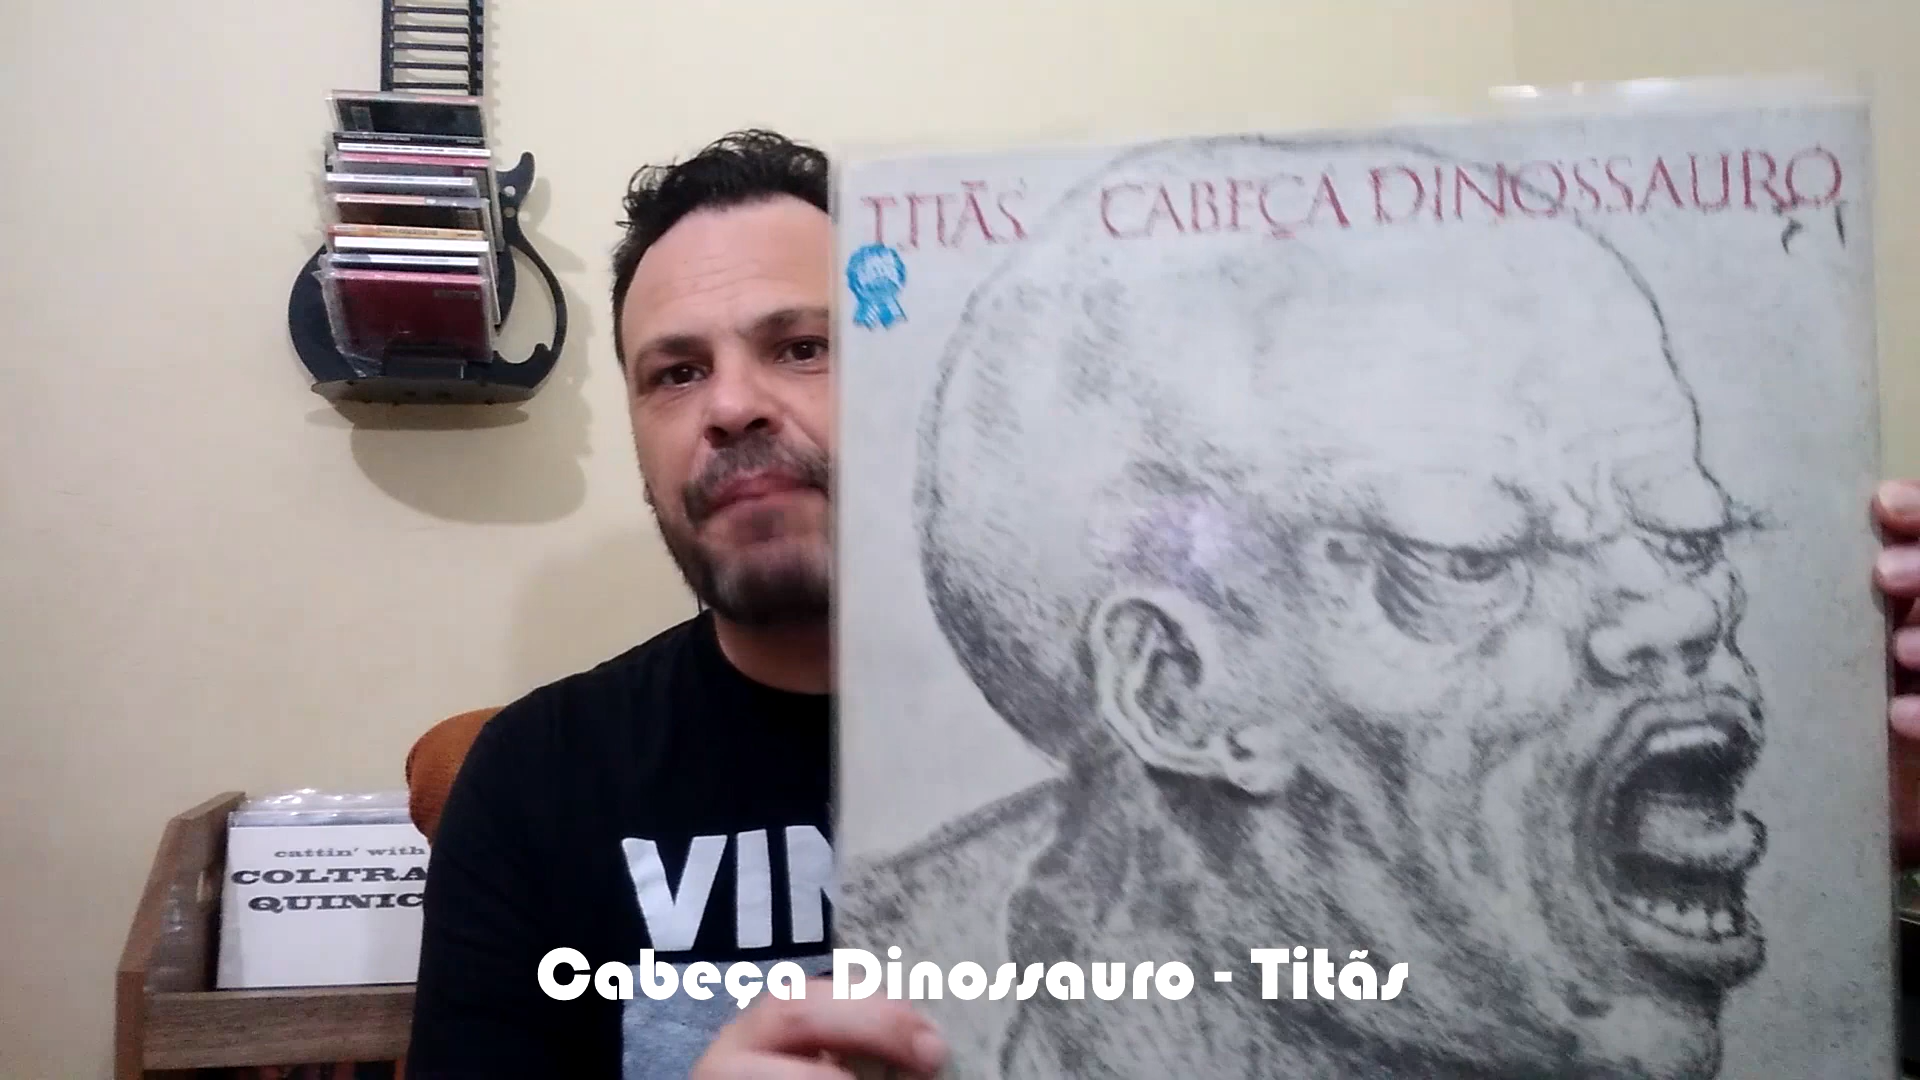 TITÃS CABEÇA DINOSSAURO
cattin' with
COLTRA
QUINIC
VIN
Cabeça Dinossauro - Titãs